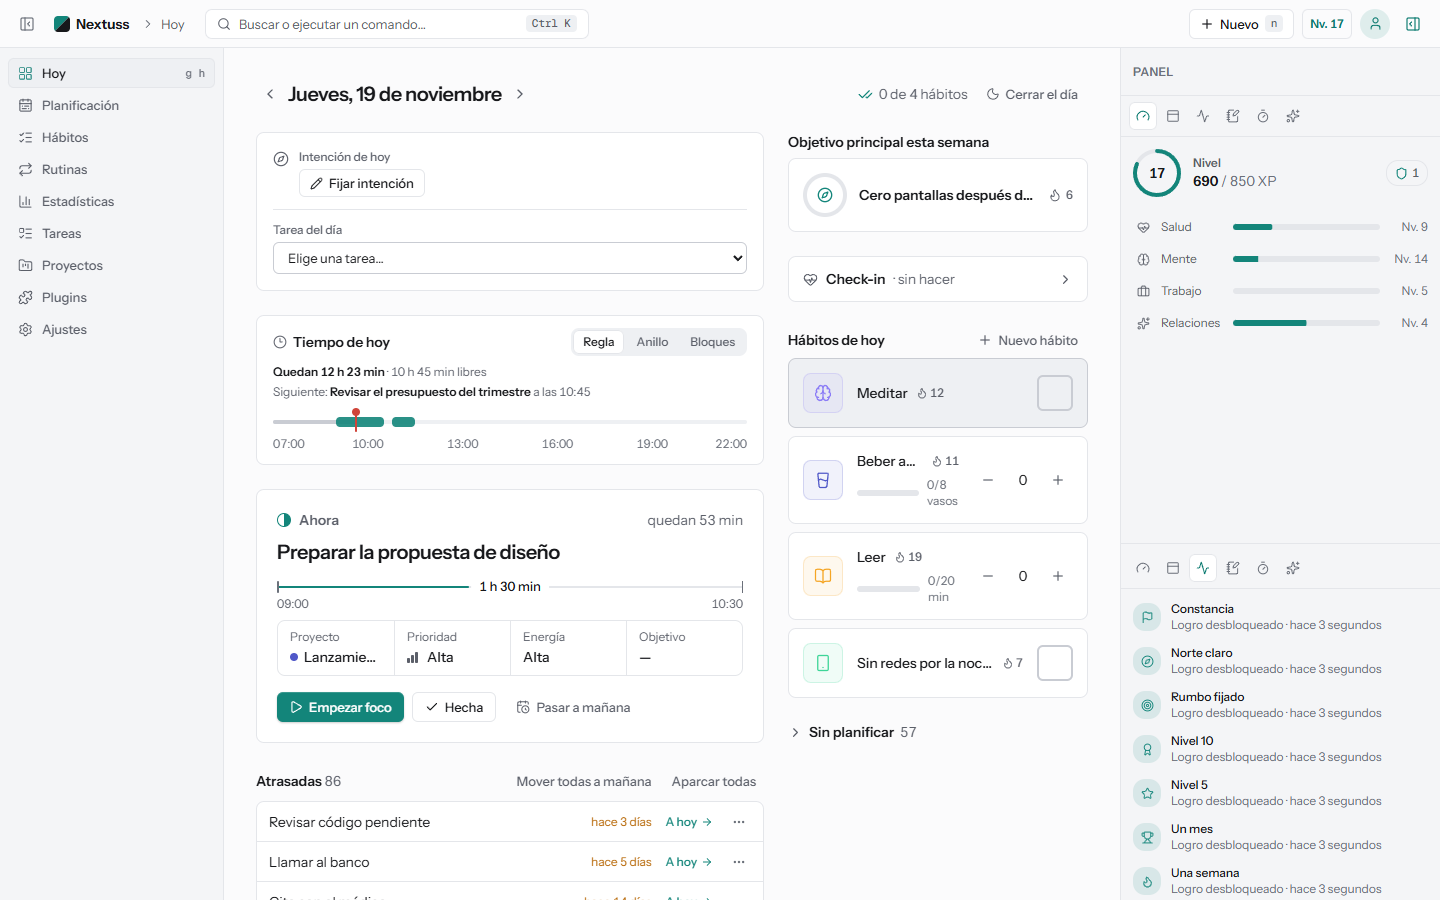 Nextuss
Hoy
Buscar o ejecutar un comando...
Ctrl K
Nuevo
n
Nv. 17
Hoy
g h
Planificación
Hábitos
Rutinas
Estadísticas
Tareas
Proyectos
Plugins
Ajustes
Jueves, 19 de noviembre
0 de 4 hábitos
Cerrar el día
Intención de hoy
Fijar intención
Tarea del día
Elige una tarea...
Tiempo de hoy
Regla
Anillo
Bloques
Quedan 12 h 23 min · 10 h 45 min libres
Siguiente: Revisar el presupuesto del trimestre a las 10:45
07:00
10:00
13:00
16:00
19:00
22:00
Ahora
quedan 53 min
Preparar la propuesta de diseño
1 h 30 min
09:00
10:30
Proyecto
Lanzamie...
Prioridad
Alta
Energía
Alta
Objetivo
—
Empezar foco
Hecha
Pasar a mañana
Atrasadas 86
Mover todas a mañana
Aparcar todas
Revisar código pendiente
hace 3 días
A hoy →
Llamar al banco
hace 5 días
A hoy →
Objetivo principal esta semana
Cero pantallas después d...
6
Check-in · sin hacer
Hábitos de hoy
Nuevo hábito
Meditar
12
Beber a...
11
0/8
vasos
0
Leer
19
0/20
min
0
Sin redes por la noc...
7
Sin planificar 57
PANEL
17
Nivel
690 / 850 XP
1
Salud
Nv. 9
Mente
Nv. 14
Trabajo
Nv. 5
Relaciones
Nv. 4
Constancia
Logro desbloqueado · hace 3 segundos
Norte claro
Logro desbloqueado · hace 3 segundos
Rumbo fijado
Logro desbloqueado · hace 3 segundos
Nivel 10
Logro desbloqueado · hace 3 segundos
Nivel 5
Logro desbloqueado · hace 3 segundos
Un mes
Logro desbloqueado · hace 3 segundos
Una semana
Logro desbloqueado · hace 3 segundos